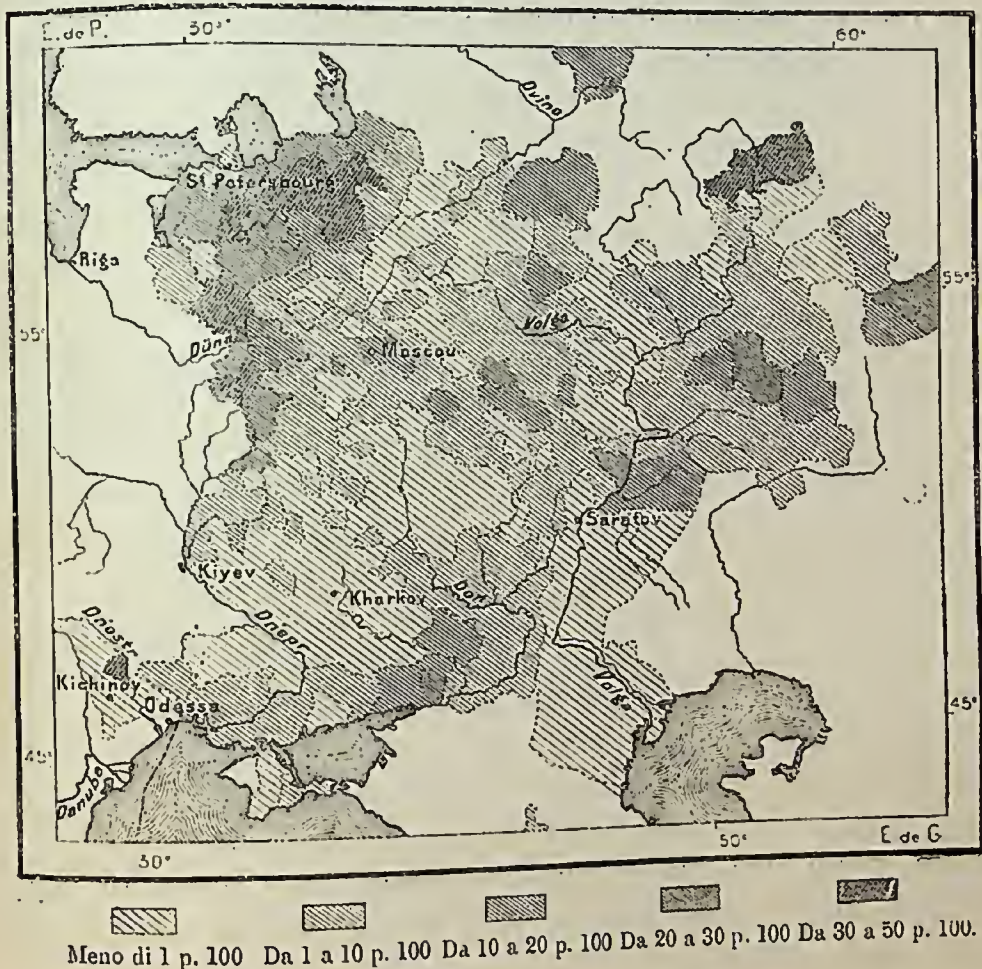 E. de P.
30°
60°
Dvina
St Petersbourg
Riga
55°
55°
Volga
Düna
Moscou
Saratov
Kiyev
Kharkov
Don
Dnepr
Dnestr
Kichinov
Odessa
Volga
45°
45°
Danube
30°
50°
E de G
Meno di 1 p. 100 Da 1 a 10 p. 100 Da 10 a 20 p. 100 Da 20 a 30 p. 100 Da 30 a 50 p. 100.